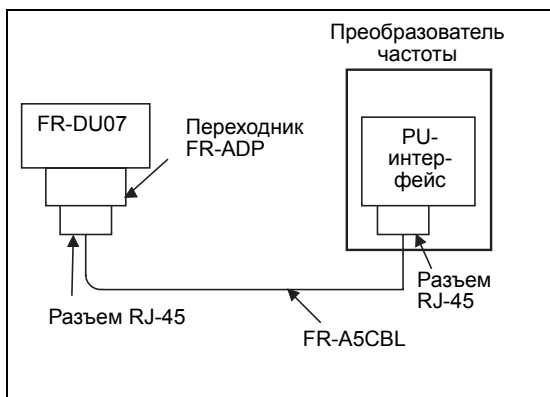 Преобразователь
частоты
FR-DU07
Переходник
FR-ADP
PU-
интер-
фейс
Разъем RJ-45
Разъем
RJ-45
FR-A5CBL